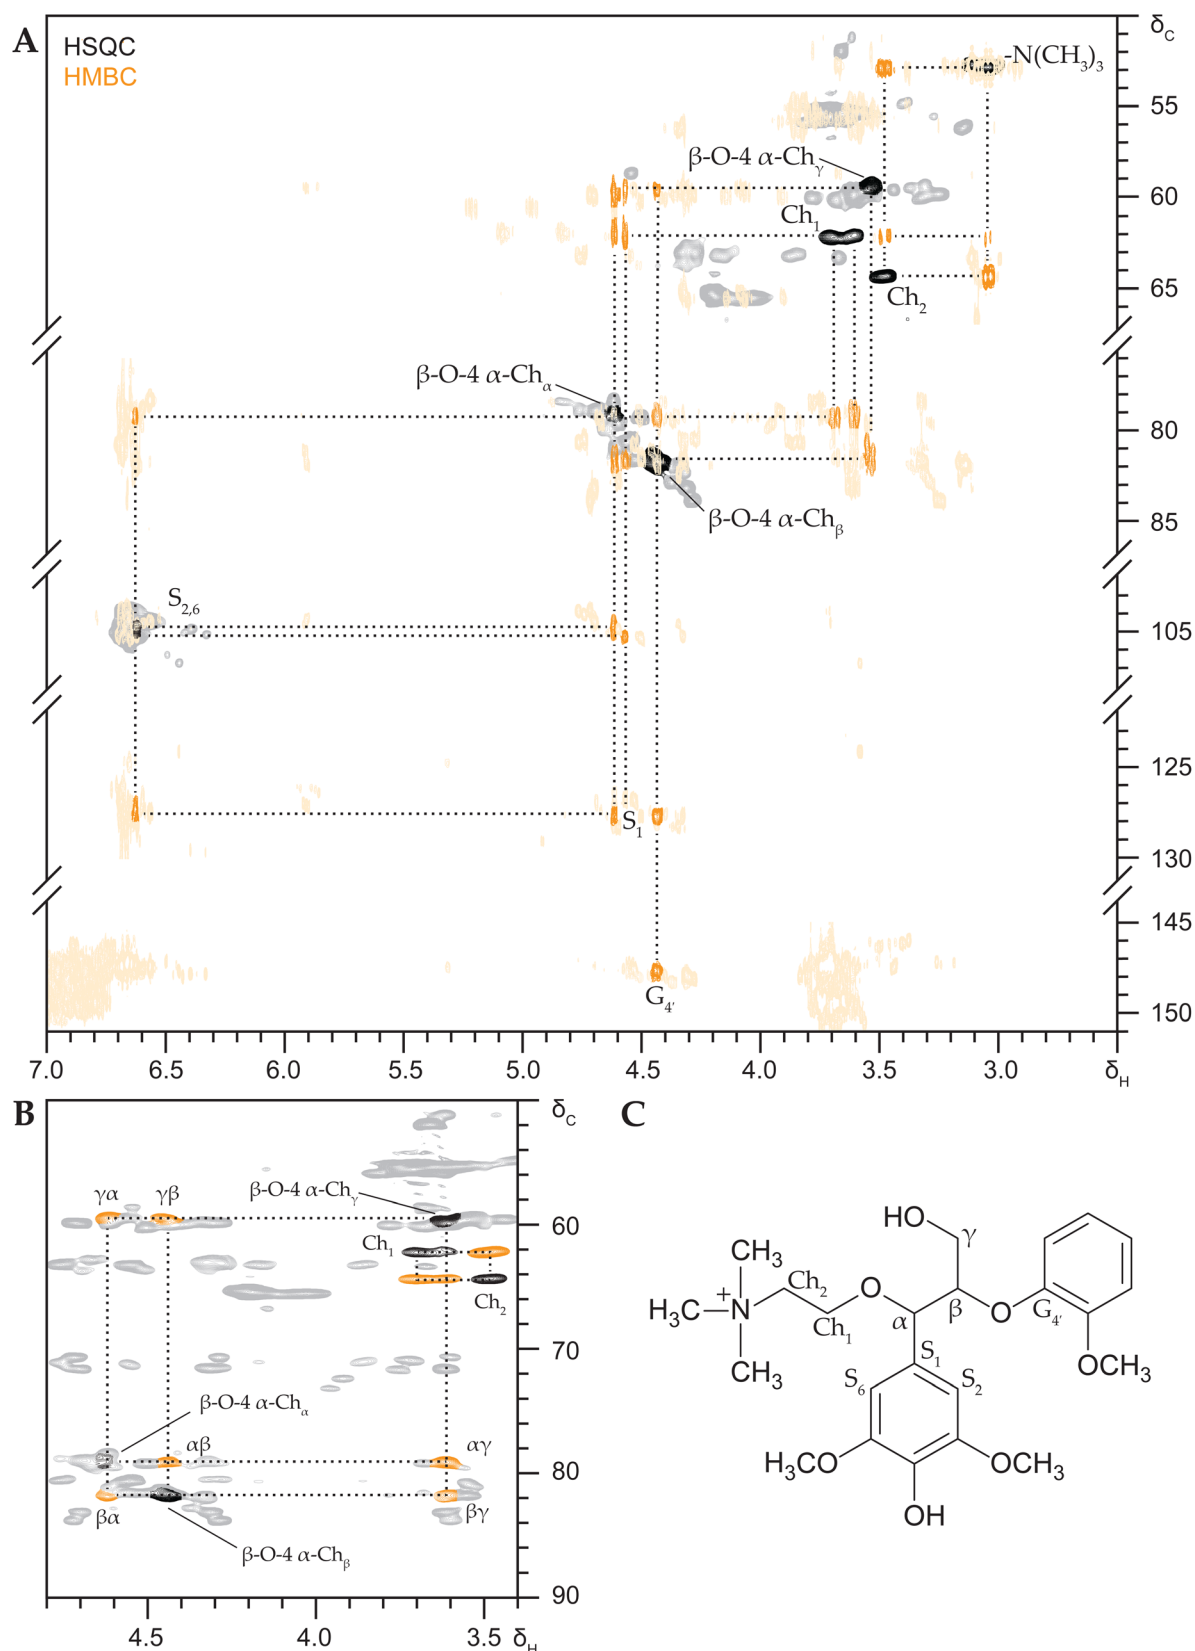 A
HSQC
HMBC
δC
-N(CH3)3
55
β-O-4 α-Chγ
60
Ch1
65
Ch2
β-O-4 α-Chα
80
β-O-4 α-Chβ
85
S2,6
105
125
S1
130
145
G4'
150
7.0 6.5 6.0 5.5 5.0 4.5 4.0 3.5 3.0 δH
B
δC
γα γβ
β-O-4 α-Chγ
60
Ch1
Ch2
70
β-O-4 α-Chα
αβ αγ
80
βα βγ
β-O-4 α-Chβ
90
4.5 4.0 3.5 δH
C
HO
γ
CH3
Ch2 O
+
H3C N
Ch1 α β O G4'
CH3
S1
OCH3
S6 S2
H3CO OCH3
OH